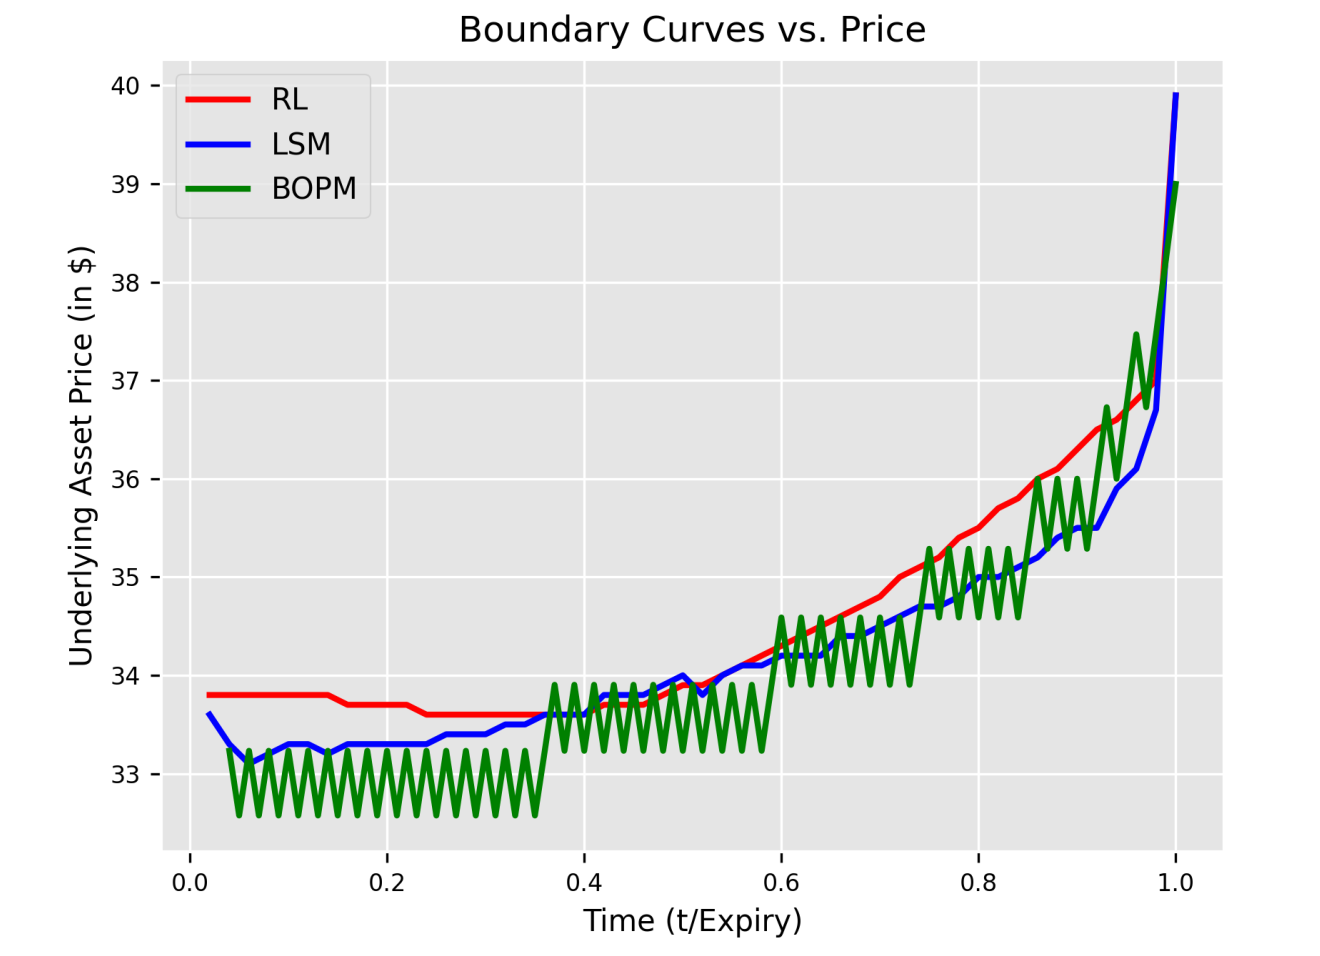 Boundary Curves vs. Price
RL
LSM
BOPM
Underlying Asset Price (in $)
40
39
38
37
36
35
34
33
0.0 0.2 0.4 0.6 0.8 1.0
Time (t/Expiry)